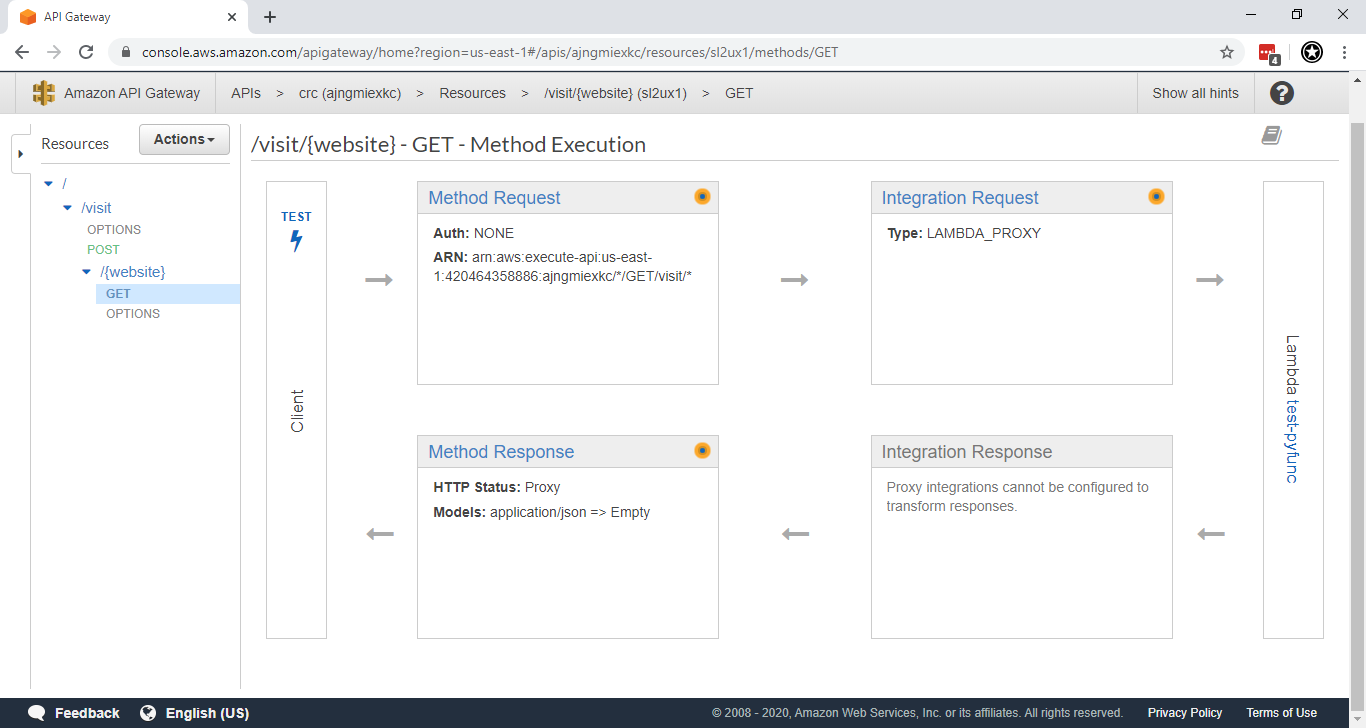 API Gateway
console.aws.amazon.com/apigateway/home?region=us-east-1#/apis/ajngmiexkc/resources/sl2ux1/methods/GET
4
Amazon API Gateway
APIs > crc (ajngmiexkc) > Resources > /visit/{website} (sl2ux1) > GET
Show all hints
?
Resources
Actions
/
/visit
OPTIONS
POST
/{website}
GET
OPTIONS
/visit/{website} - GET - Method Execution
TEST
Client
Method Request
Auth: NONE
ARN: arn:aws:execute-api:us-east-
1:420464358886:ajngmiexkc/*/GET/visit/*
Integration Request
Type: LAMBDA_PROXY
Lambda test-pyfunc
Method Response
HTTP Status: Proxy
Models: application/json => Empty
Integration Response
Proxy integrations cannot be configured to
transform responses.
Feedback
English (US)
© 2008 - 2020, Amazon Web Services, Inc. or its affiliates. All rights reserved.
Privacy Policy
Terms of Use